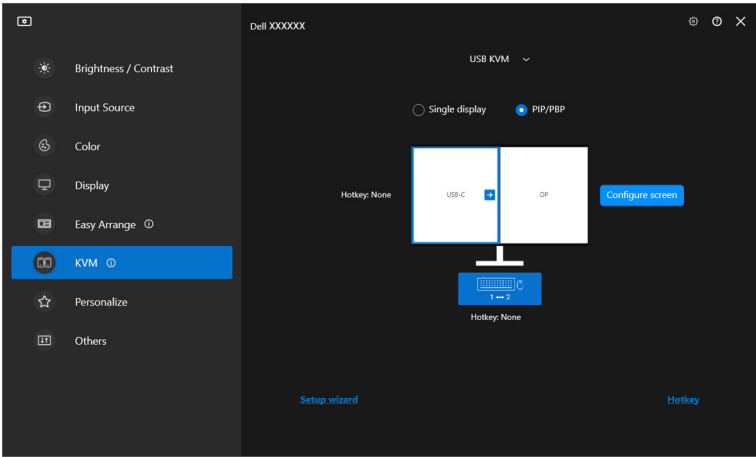 Dell XXXXXX
Brightness / Contrast
Input Source
Color
Display
Easy Arrange
KVM
Personalize
Others
USB KVM
Single display
PIP/PBP
Hotkey: None
USB-C
DP
Configure screen
1 ↔ 2
Hotkey: None
Setup wizard
Hotkey